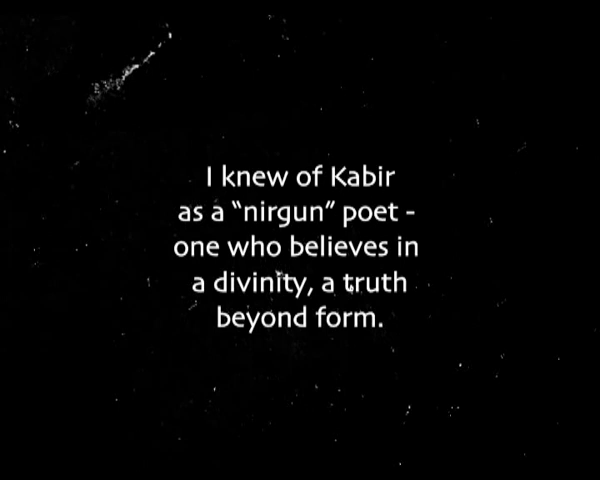 I knew of Kabir
as a “nirgun” poet -
one who believes in
a divinity, a truth
beyond form.